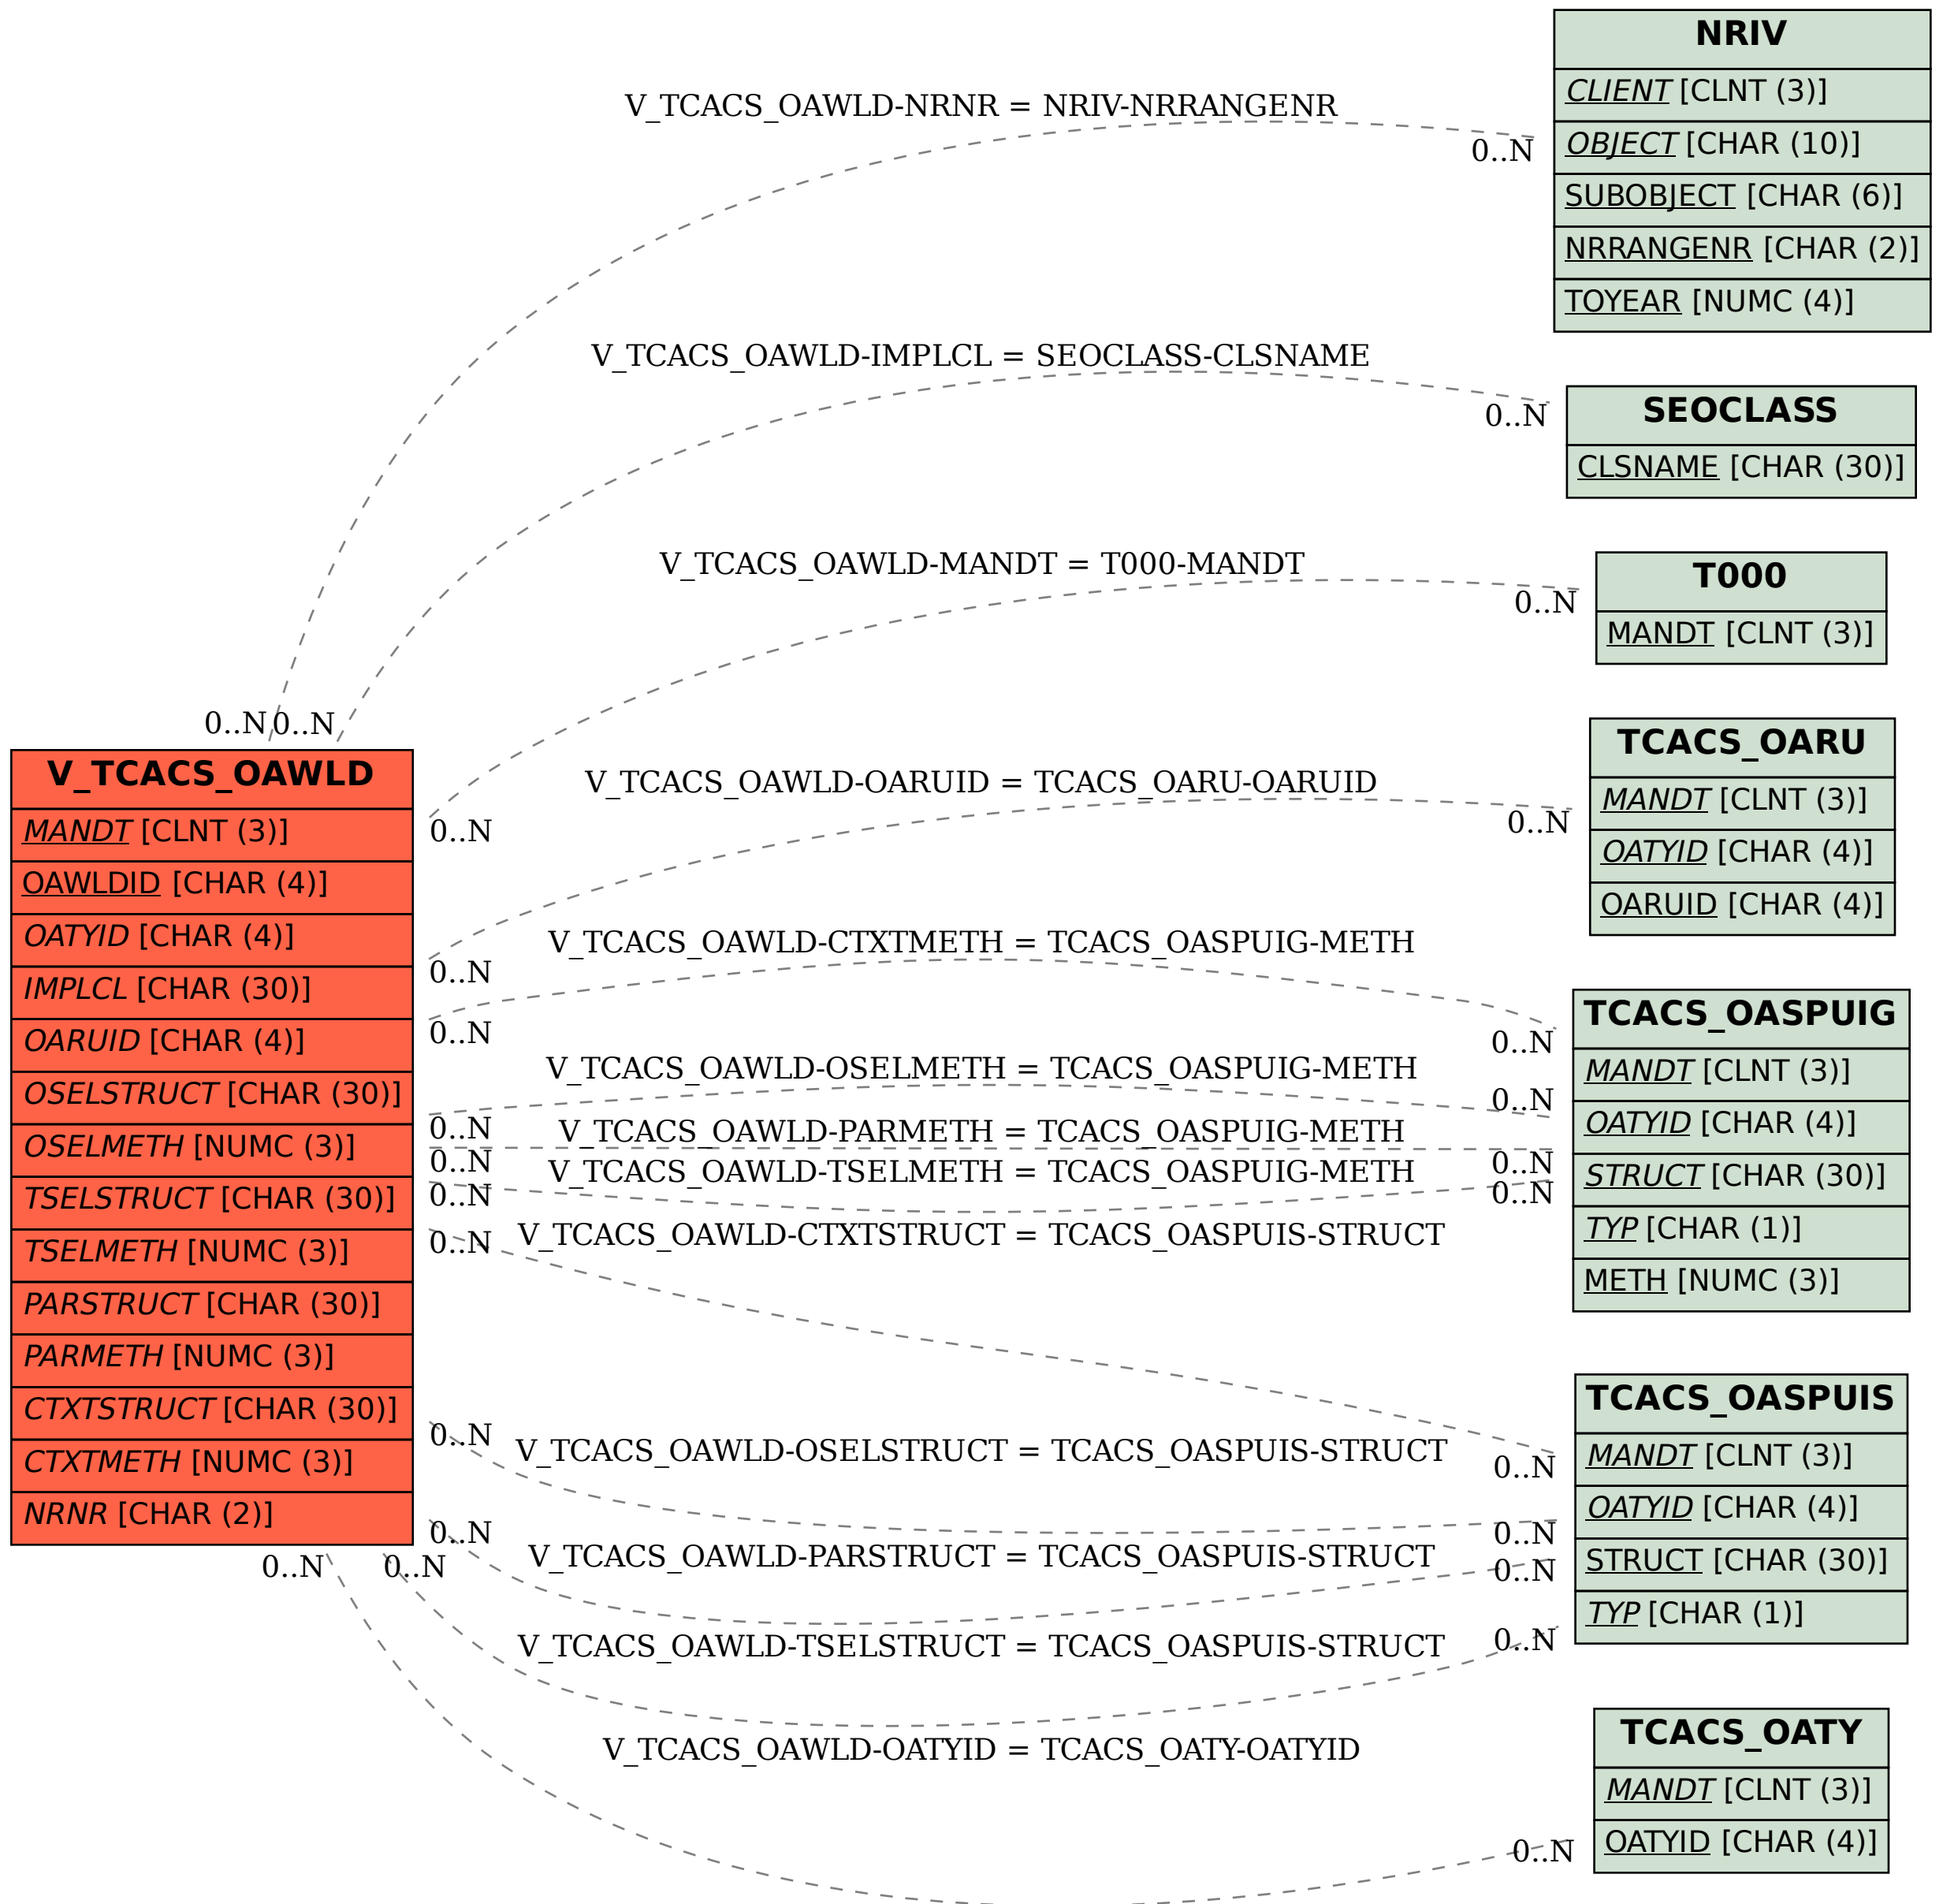 NRIV
CLIENT [CLNT (3)]
OBJECT [CHAR (10)]
SUBOBJECT [CHAR (6)]
NRRANGENR [CHAR (2)]
TOYEAR [NUMC (4)]
V_TCACS_OAWLD-NRNR = NRIV-NRRANGENR
0..N
V_TCACS_OAWLD-IMPLCL = SEOCLASS-CLSNAME
0..N
SEOCLASS
CLSNAME [CHAR (30)]
V_TCACS_OAWLD-MANDT = T000-MANDT
0..N
T000
MANDT [CLNT (3)]
0..N
0..N
V_TCACS_OAWLD
MANDT [CLNT (3)]
OAWLDID [CHAR (4)]
OATYID [CHAR (4)]
IMPLCL [CHAR (30)]
OARUID [CHAR (4)]
OSELSTRUCT [CHAR (30)]
OSELMETH [NUMC (3)]
TSELSTRUCT [CHAR (30)]
TSELMETH [NUMC (3)]
PARSTRUCT [CHAR (30)]
PARMETH [NUMC (3)]
CTXTSTRUCT [CHAR (30)]
CTXTMETH [NUMC (3)]
NRNR [CHAR (2)]
0..N
V_TCACS_OAWLD-OARUID = TCACS_OARU-OARUID
0..N
TCACS_OARU
MANDT [CLNT (3)]
OATYID [CHAR (4)]
OARUID [CHAR (4)]
0..N
V_TCACS_OAWLD-CTXTMETH = TCACS_OASPUIG-METH
0..N
0..N
V_TCACS_OAWLD-OSELMETH = TCACS_OASPUIG-METH
0..N
0..N
V_TCACS_OAWLD-PARMETH = TCACS_OASPUIG-METH
0..N
0..N
V_TCACS_OAWLD-TSELMETH = TCACS_OASPUIG-METH
0..N
0..N
TCACS_OASPUIG
MANDT [CLNT (3)]
OATYID [CHAR (4)]
STRUCT [CHAR (30)]
TYP [CHAR (1)]
METH [NUMC (3)]
0..N
V_TCACS_OAWLD-CTXTSTRUCT = TCACS_OASPUIS-STRUCT
0..N
0..N
V_TCACS_OAWLD-OSELSTRUCT = TCACS_OASPUIS-STRUCT
0..N
0..N
V_TCACS_OAWLD-PARSTRUCT = TCACS_OASPUIS-STRUCT
0..N
0..N
V_TCACS_OAWLD-TSELSTRUCT = TCACS_OASPUIS-STRUCT
0..N
TCACS_OASPUIS
MANDT [CLNT (3)]
OATYID [CHAR (4)]
STRUCT [CHAR (30)]
TYP [CHAR (1)]
0..N
V_TCACS_OAWLD-OATYID = TCACS_OATY-OATYID
0..N
TCACS_OATY
MANDT [CLNT (3)]
OATYID [CHAR (4)]